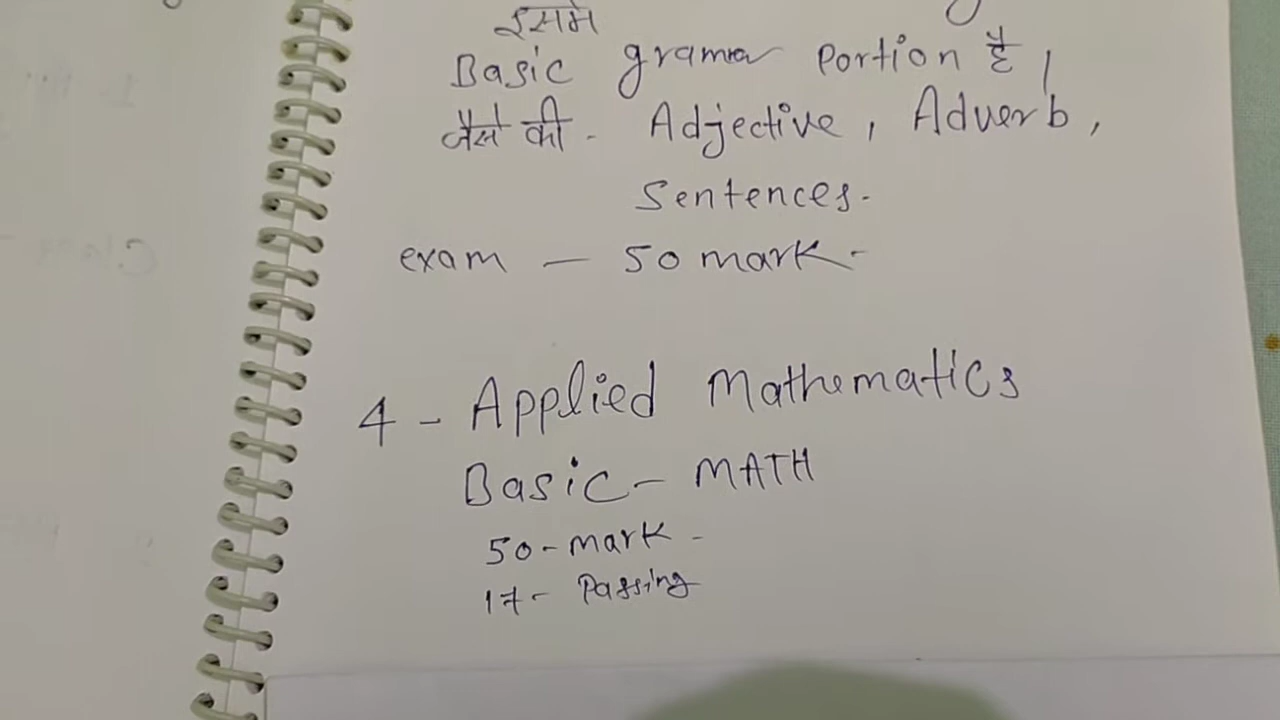 इसमे
Basic gramar portion है।
जैसे की - Adjective, Adverb,
Sentences.
exam - 50 mark.
4 - Applied Mathematics
Basic - MATH
50 - mark -
17 - Passing